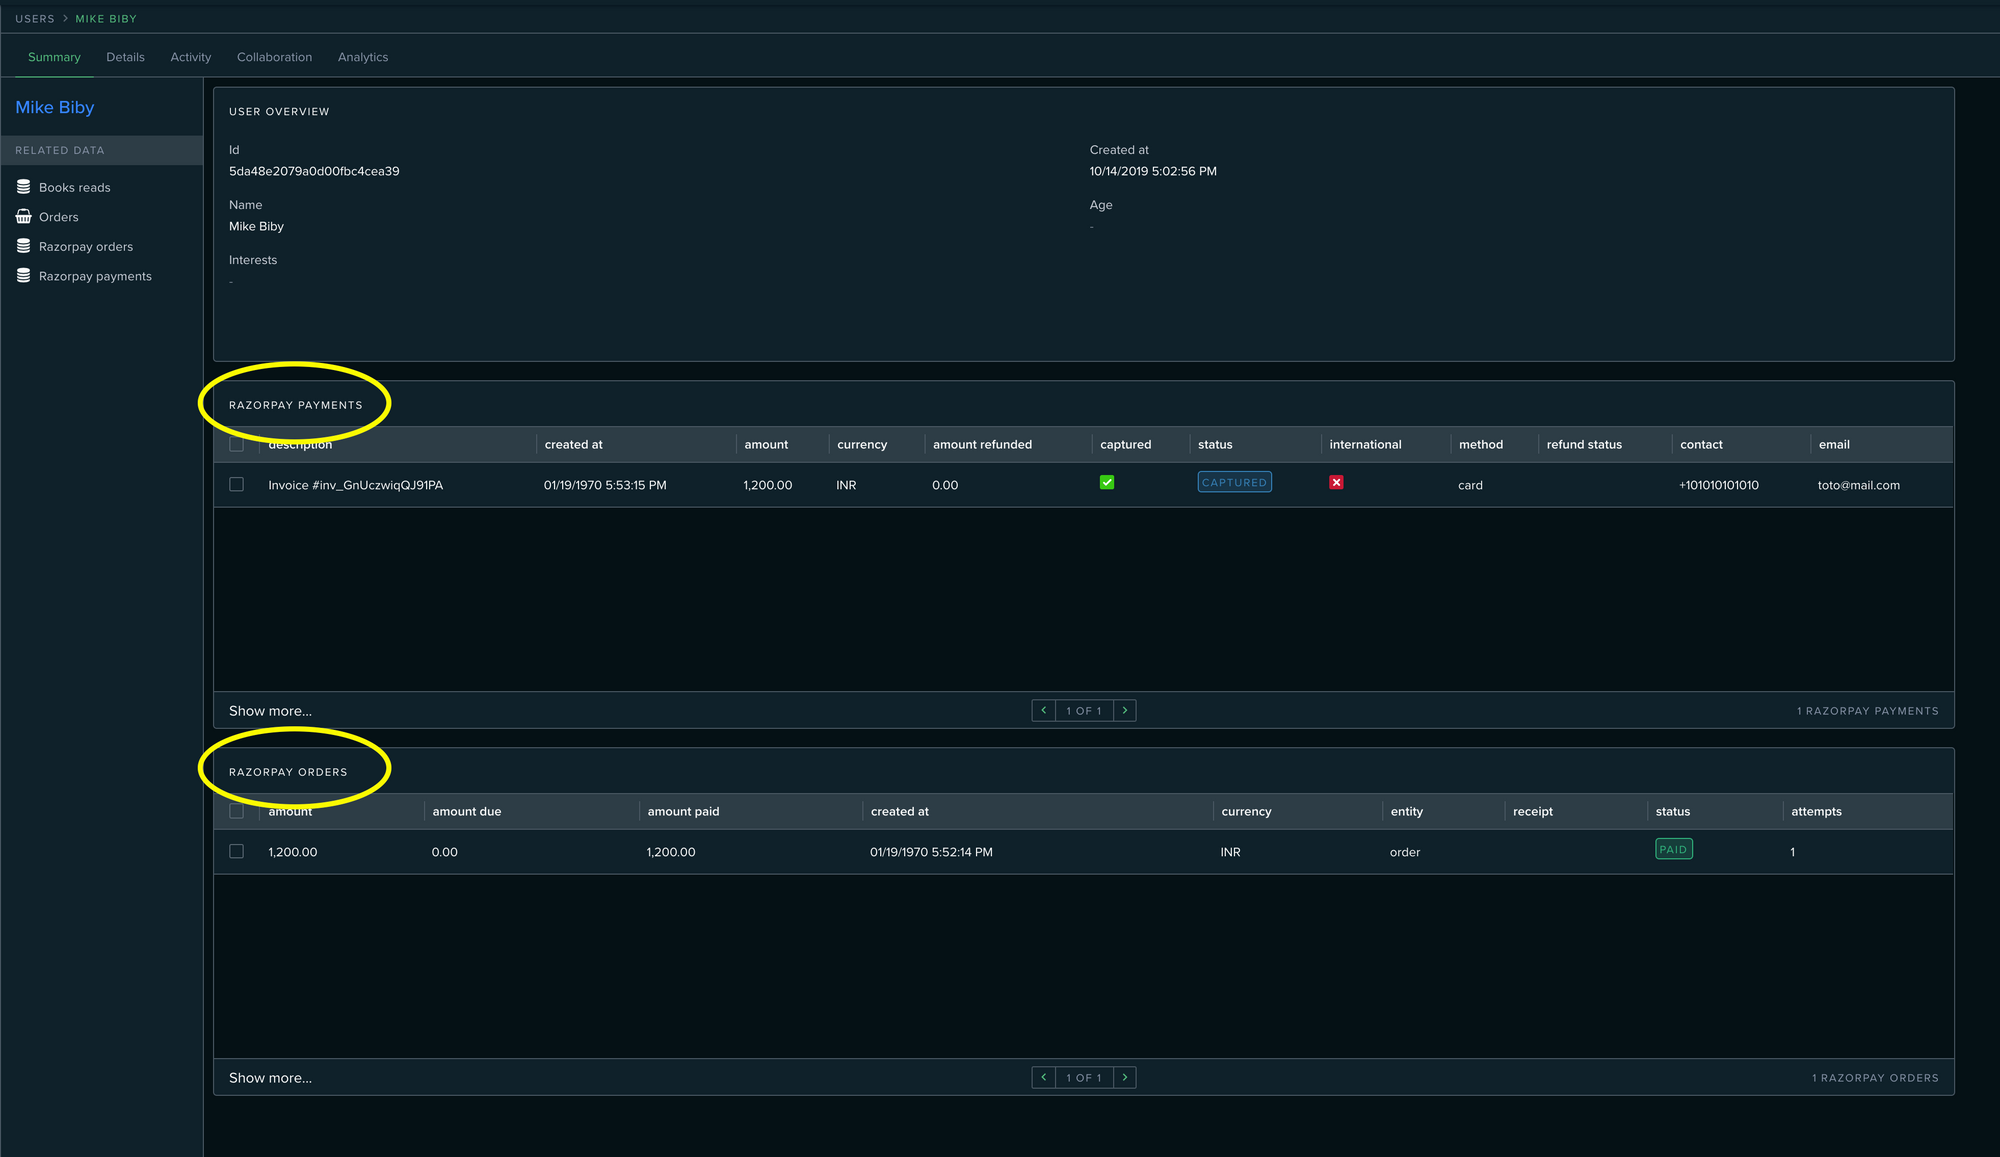 USERS > MIKE BIBY
Summary Details Activity Collaboration Analytics
Mike Biby
RELATED DATA
Books reads
Orders
Razorpay orders
Razorpay payments
USER OVERVIEW
Id Created at
5da48e2079a0d00fbc4cea39 10/14/2019 5:02:56 PM
Name Age
Mike Biby -
Interests
-
RAZORPAY PAYMENTS
description created at amount currency amount refunded captured status international method refund status contact email
Invoice #inv_GnUczwiqQJ91PA 01/19/1970 5:53:15 PM 1,200.00 INR 0.00 CAPTURED card +101010101010 toto@mail.com
Show more... < 1 OF 1 > 1 RAZORPAY PAYMENTS
RAZORPAY ORDERS
amount amount due amount paid created at currency entity receipt status attempts
1,200.00 0.00 1,200.00 01/19/1970 5:52:14 PM INR order PAID 1
Show more... < 1 OF 1 > 1 RAZORPAY ORDERS